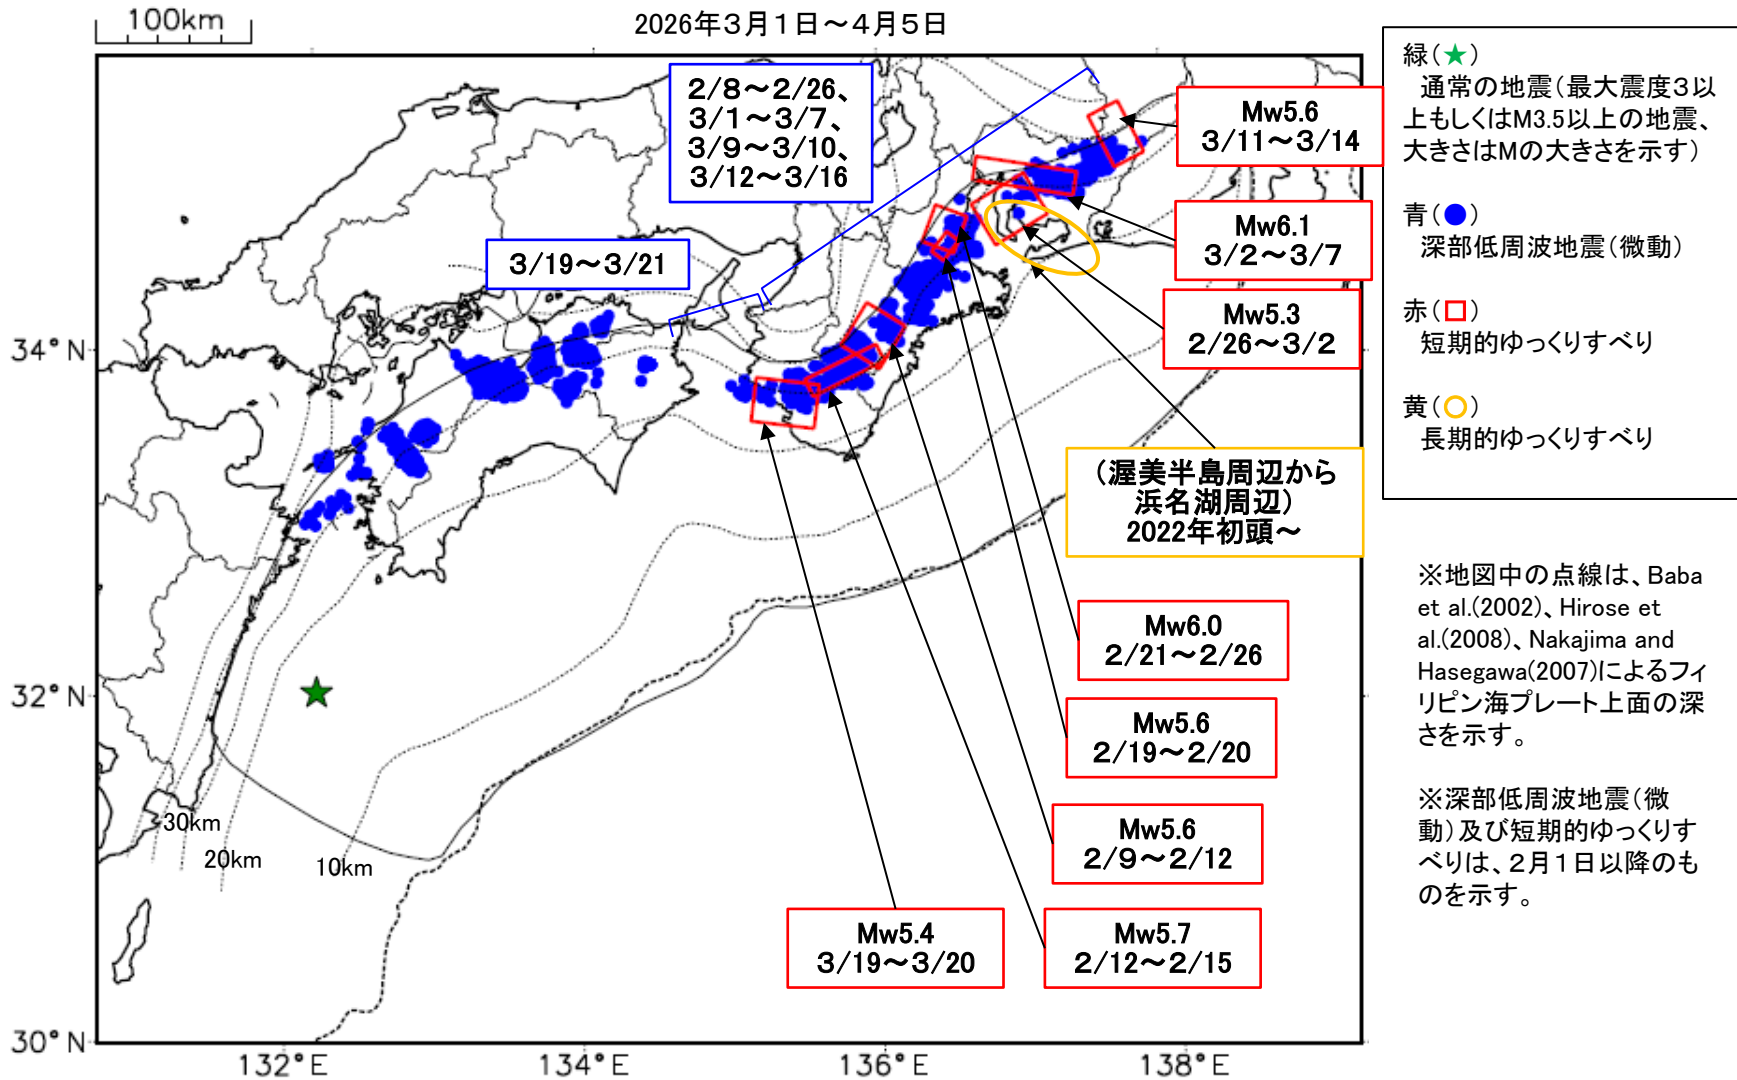 100km
2026年3月1日～4月5日
2/8～2/26、
3/1～3/7、
3/9～3/10、
3/12～3/16
3/19～3/21
Mw5.6
3/11～3/14
Mw6.1
3/2～3/7
Mw5.3
2/26～3/2
（渥美半島周辺から
浜名湖周辺）
2022年初頭～
Mw6.0
2/21～2/26
Mw5.6
2/19～2/20
Mw5.6
2/9～2/12
Mw5.4
3/19～3/20
Mw5.7
2/12～2/15
34°N
32°N
30°N
132°E
134°E
136°E
138°E
30km
20km
10km
緑（★）
通常の地震（最大震度３以
上もしくはM3.5以上の地震、
大きさはMの大きさを示す）
青（●）
深部低周波地震（微動）
赤（□）
短期的ゆっくりすべり
黄（○）
長期的ゆっくりすべり
※地図中の点線は、Baba
et al.(2002)、Hirose et
al.(2008)、Nakajima and
Hasegawa(2007)によるフィ
リピン海プレート上面の深
さを示す。
※深部低周波地震（微
動）及び短期的ゆっくりす
べりは、２月１日以降のも
のを示す。